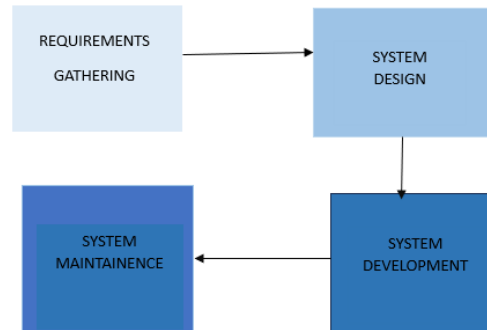 REQUIREMENTS
GATHERING
SYSTEM
DESIGN
SYSTEM
DEVELOPMENT
SYSTEM
MAINTAINENCE